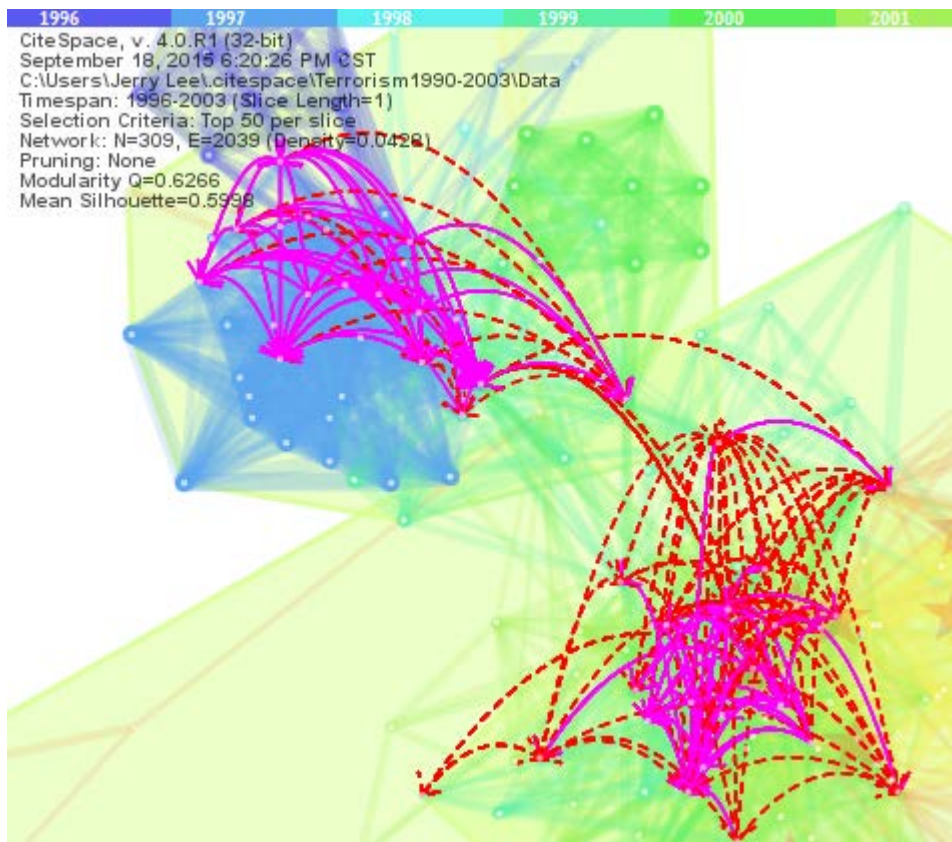 1996 1997 1998 1999 2000 2001
CiteSpace, v. 4.0.R1 (32-bit)
September 18, 2015 6:20:26 PM CST
C:\Users\Jerry Lee\.citespace\Terrorism1990-2003\Data
Timespan: 1996-2003 (Slice Length=1)
Selection Criteria: Top 50 per slice
Network: N=309, E=2039 (Density=0.0428)
Pruning: None
Modularity Q=0.6266
Mean Silhouette=0.5998